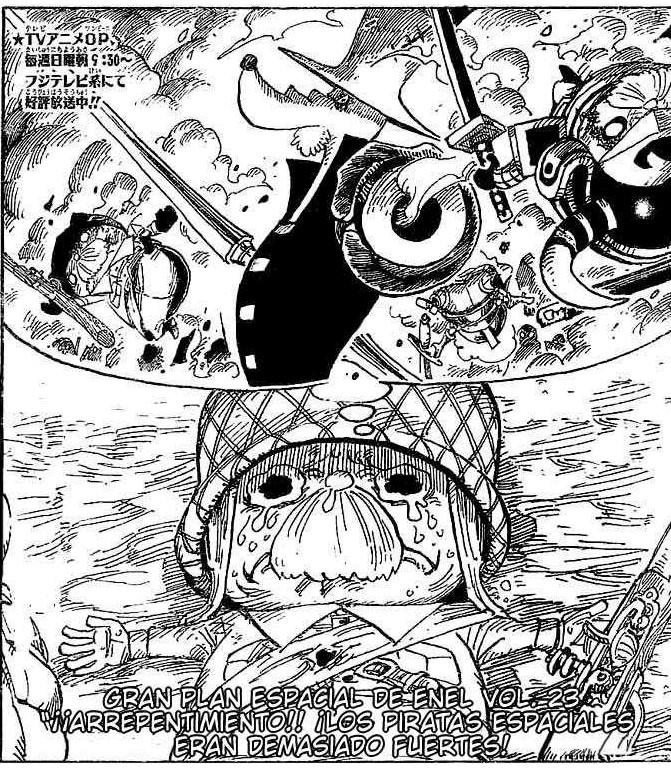 ★TVアニメOP、
毎週日曜朝9:30〜
フジテレビ系にて
好評放送中!!
GRAN PLAN ESPACIAL DE ENEL VOL. 23:
¡¡ARREPENTIMIENTO!! ¡LOS PIRATAS ESPACIALES
ERAN DEMASIADO FUERTES!